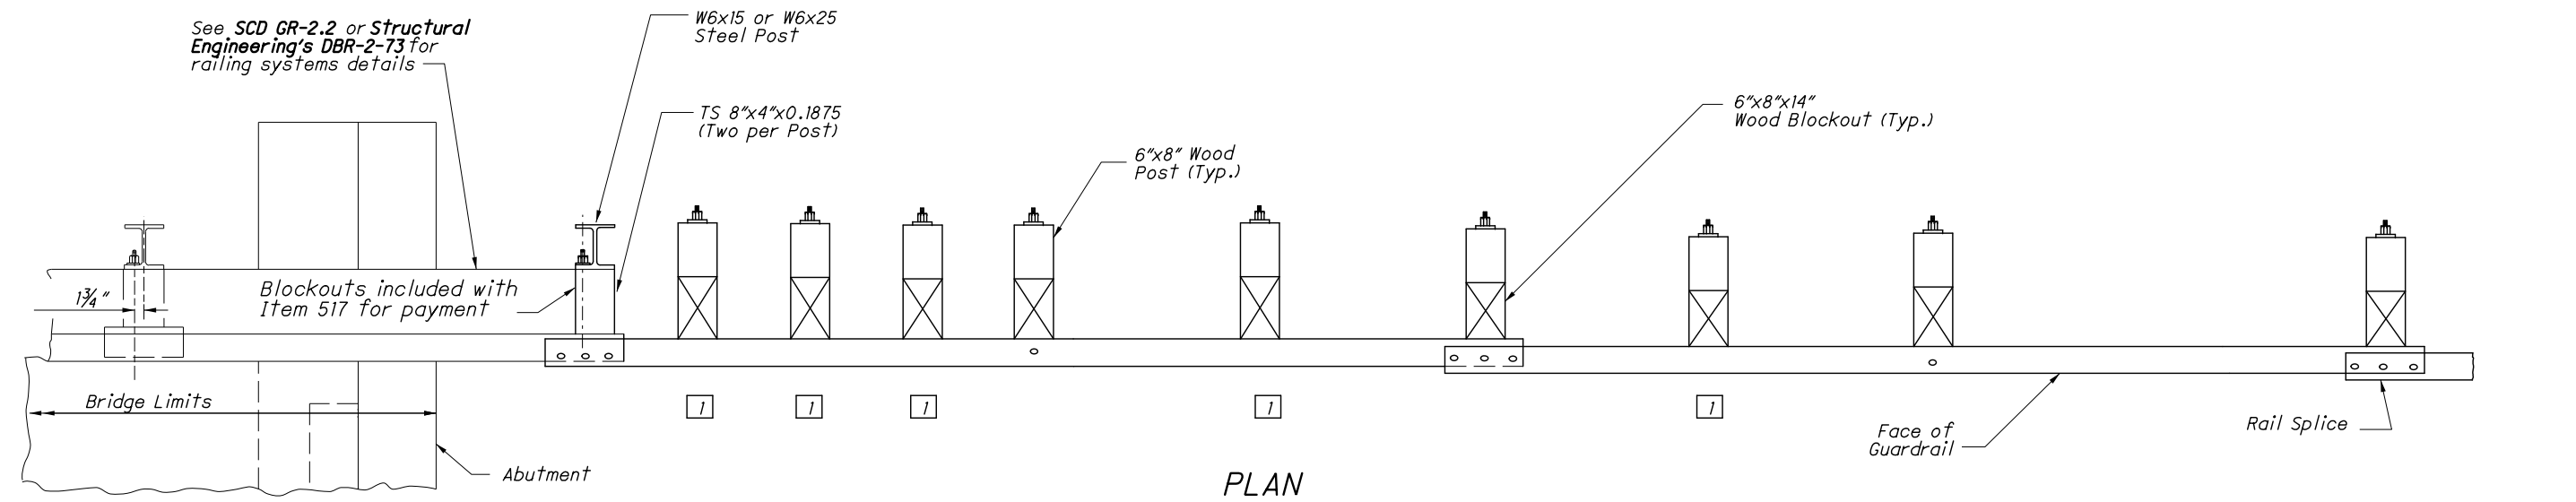 See SCD GR-2.2 or Structural
Engineering's DBR-2-73 for
railing systems details
W6x15 or W6x25
Steel Post
TS 8"x4"x0.1875
(Two per Post)
6"x8" Wood
Post (Typ.)
6"x8"x14"
Wood Blockout (Typ.)
1¾"
Blockouts included with
Item 517 for payment
Bridge Limits
1
1
1
1
1
Face of
Guardrail
Rail Splice
Abutment
PLAN